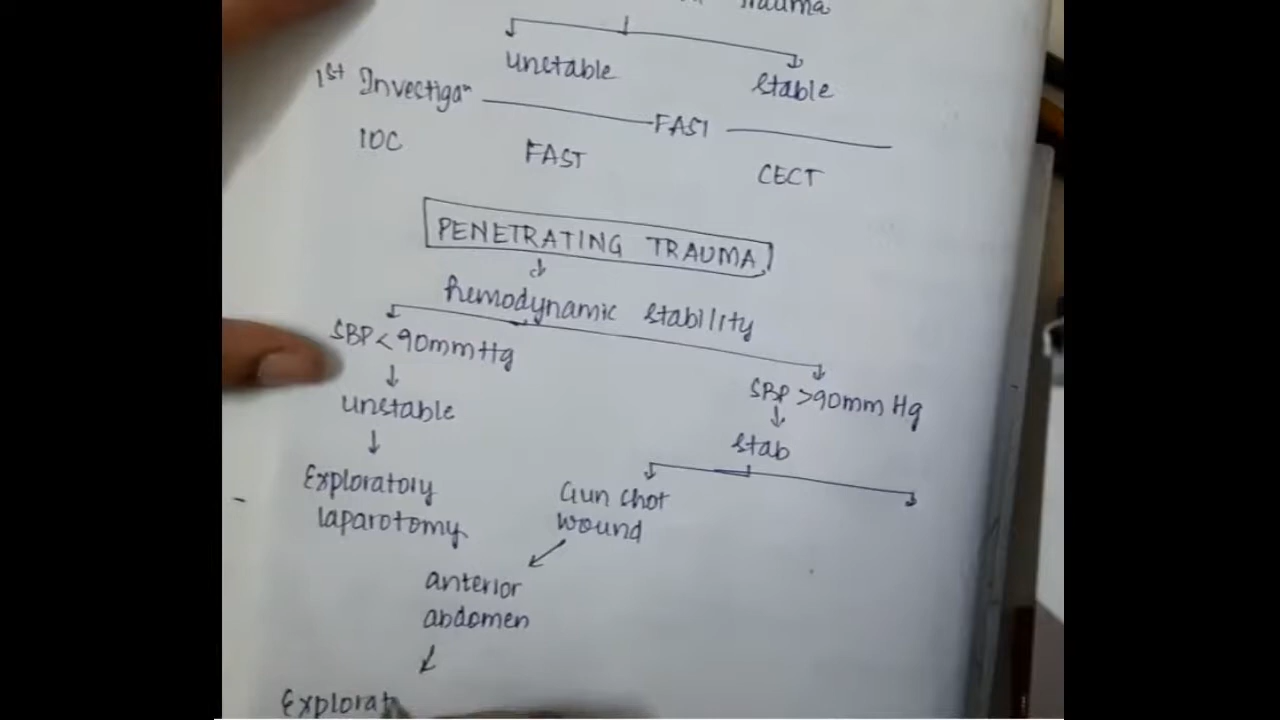 Trauma
unstable stable
1st Investigan FAST
IOC FAST CECT
PENETRATING TRAUMA
hemodynamic stability
SBP < 90mmHg
SBP >90mm Hg
unstable
stab
Exploratory
laparotomy
Gun shot
wound
anterior
abdomen
Explorat